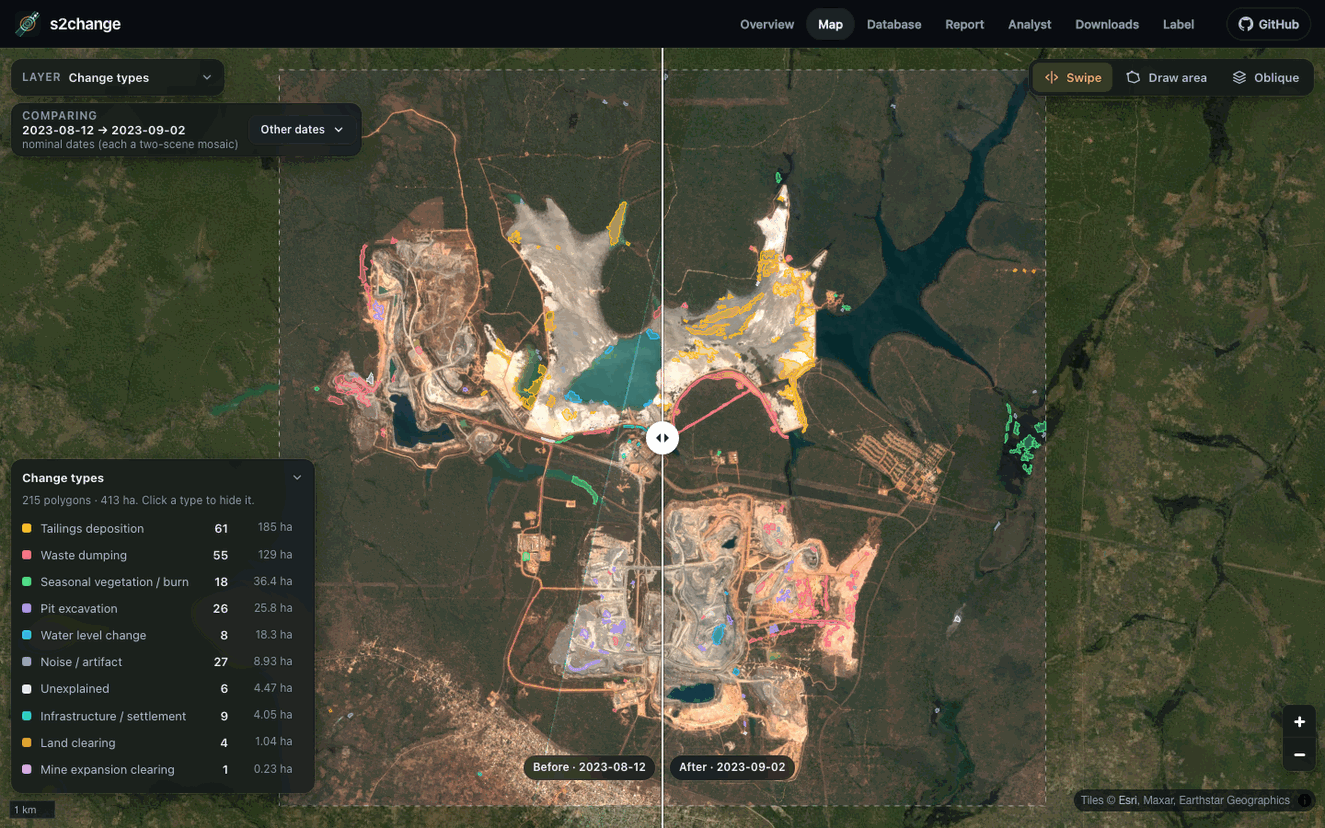 s2change
Overview Map Database Report Analyst Downloads Label GitHub
LAYER Change types
Swipe Draw area Oblique
COMPARING
2023-08-12 → 2023-09-02
nominal dates (each a two-scene mosaic)
Other dates
Change types
215 polygons · 413 ha. Click a type to hide it.
Tailings deposition 61 185 ha
Waste dumping 55 129 ha
Seasonal vegetation / burn 18 36.4 ha
Pit excavation 26 25.8 ha
Water level change 8 18.3 ha
Noise / artifact 27 8.93 ha
Unexplained 6 4.47 ha
Infrastructure / settlement 9 4.05 ha
Land clearing 4 1.04 ha
Mine expansion clearing 1 0.23 ha
Before · 2023-08-12
After · 2023-09-02
+
−
1 km
Tiles © Esri, Maxar, Earthstar Geographics